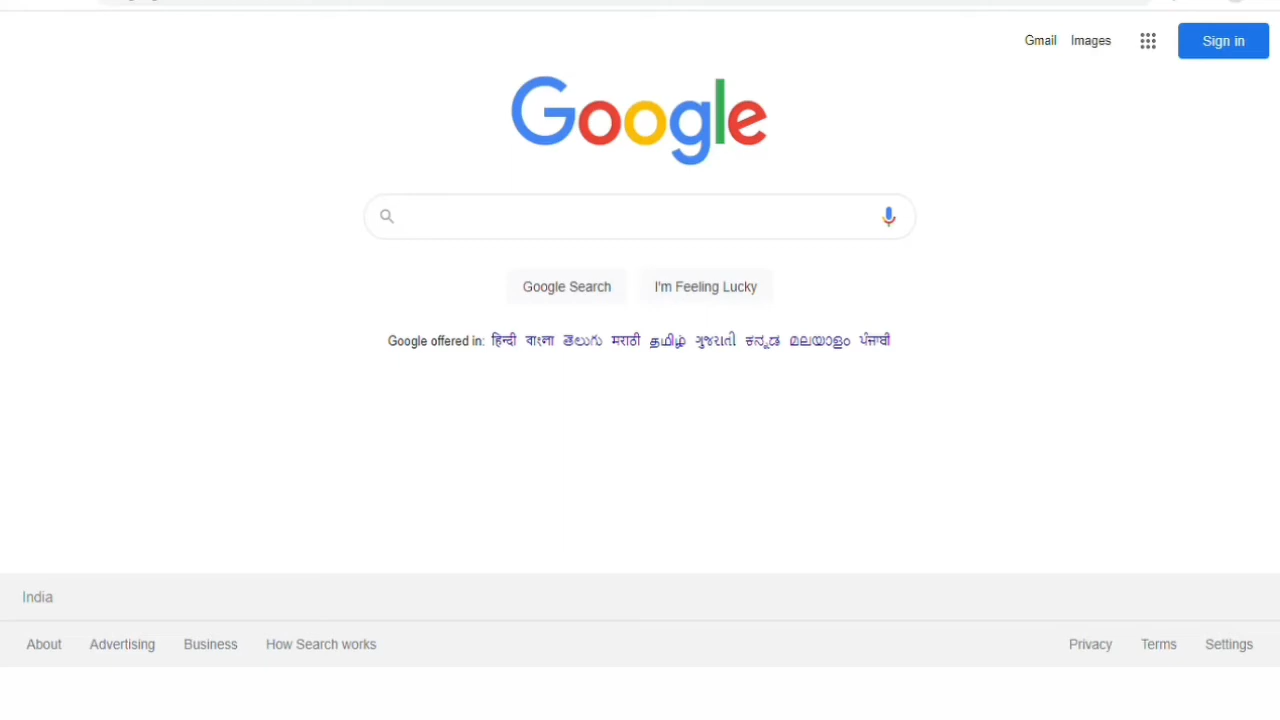 Gmail Images Sign in
Google
Google Search I'm Feeling Lucky
Google offered in: हिन्दी বাংলা తెలుగు मराठी தமிழ் ગુજરાતી ಕನ್ನಡ മലയാളം ਪੰਜਾਬੀ
India
About Advertising Business How Search works Privacy Terms Settings